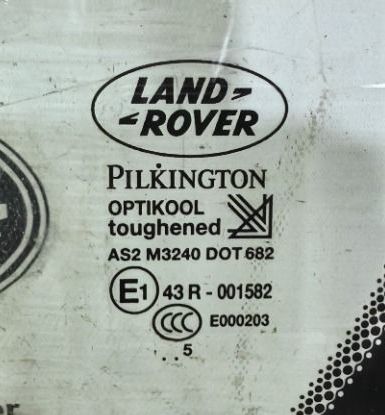 LAND
ROVER
PILKINGTON
OPTIKOOL
toughened
AS2 M3240 DOT 682
E1 43 R - 001582
CCC E000203
. . 5